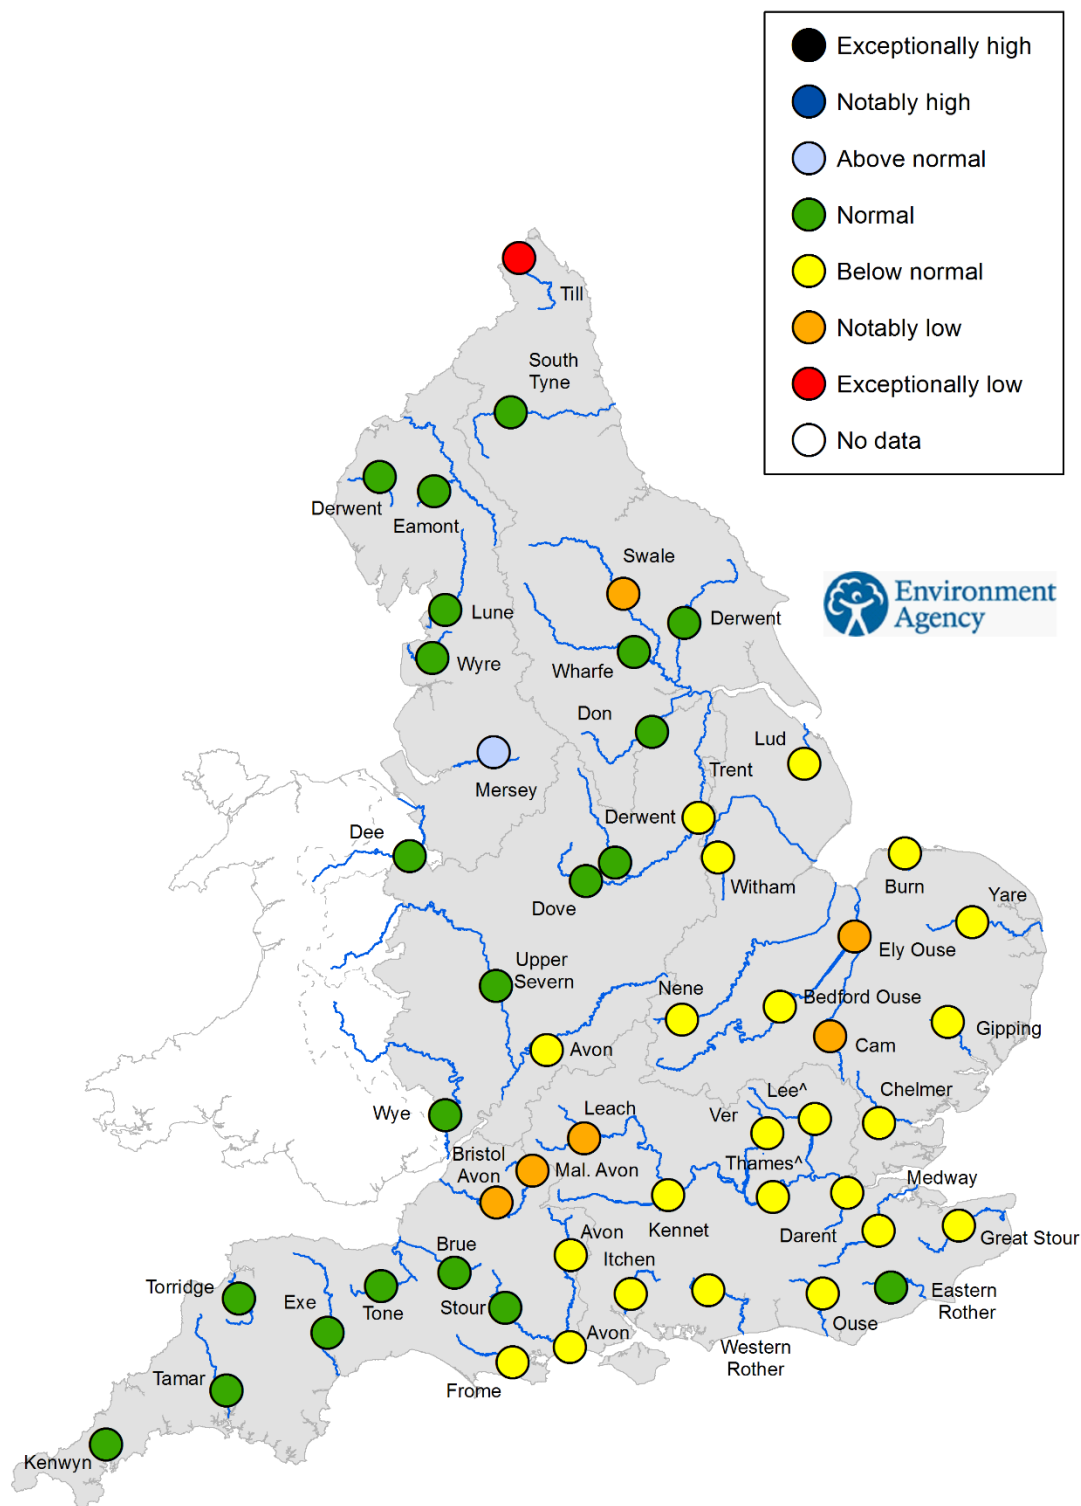 Exceptionally high
Notably high
Above normal
Normal
Below normal
Notably low
Exceptionally low
No data
Till
South
Tyne
Derwent
Eamont
Swale
Environment
Agency
Lune
Derwent
Wyre
Wharfe
Don
Lud
Trent
Mersey
Derwent
Dee
Witham
Burn
Dove
Yare
Ely Ouse
Upper
Severn
Nene
Bedford Ouse
Gipping
Avon
Cam
Lee^
Chelmer
Leach
Ver
Wye
Bristol
Avon
Mal. Avon
Thames^
Medway
Kennet
Darent
Great Stour
Avon
Brue
Itchen
Torridge
Exe
Tone
Stour
Eastern
Rother
Ouse
Avon
Western
Rother
Tamar
Frome
Kenwyn